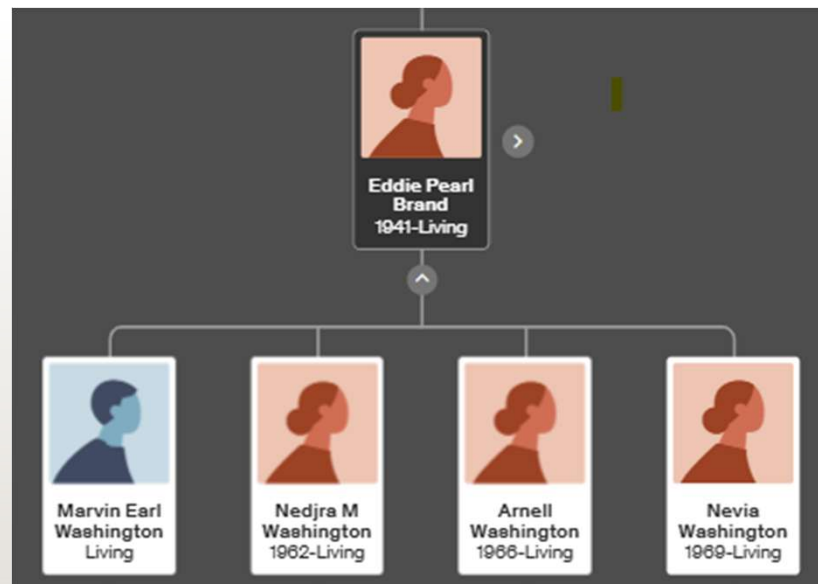 Eddie Pearl
Brand
1941-Living
Marvin Earl
Washington
Living
Nedjra M
Washington
1962-Living
Arnell
Washington
1966-Living
Nevia
Washington
1969-Living